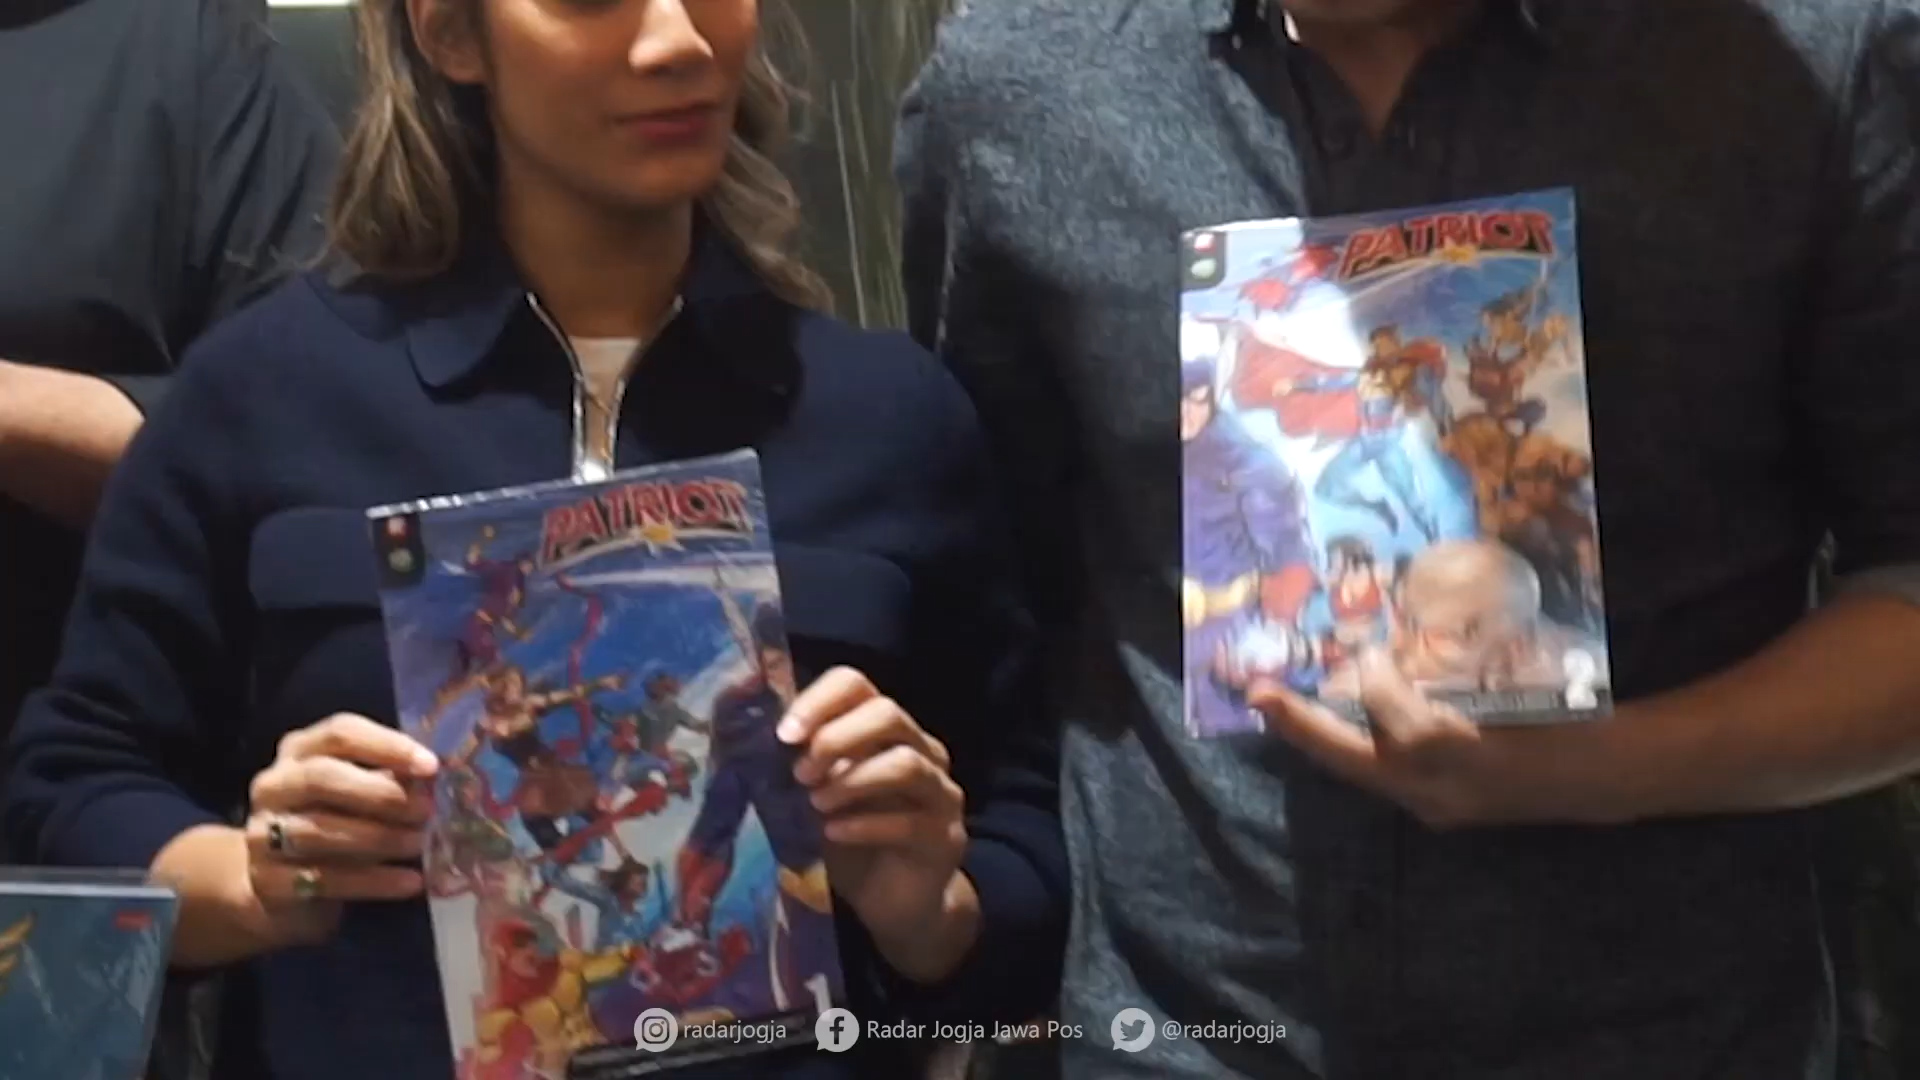 PATRIOT
PATRIOT
1
2
radarjogja
Radar Jogja Jawa Pos
@radarjogja